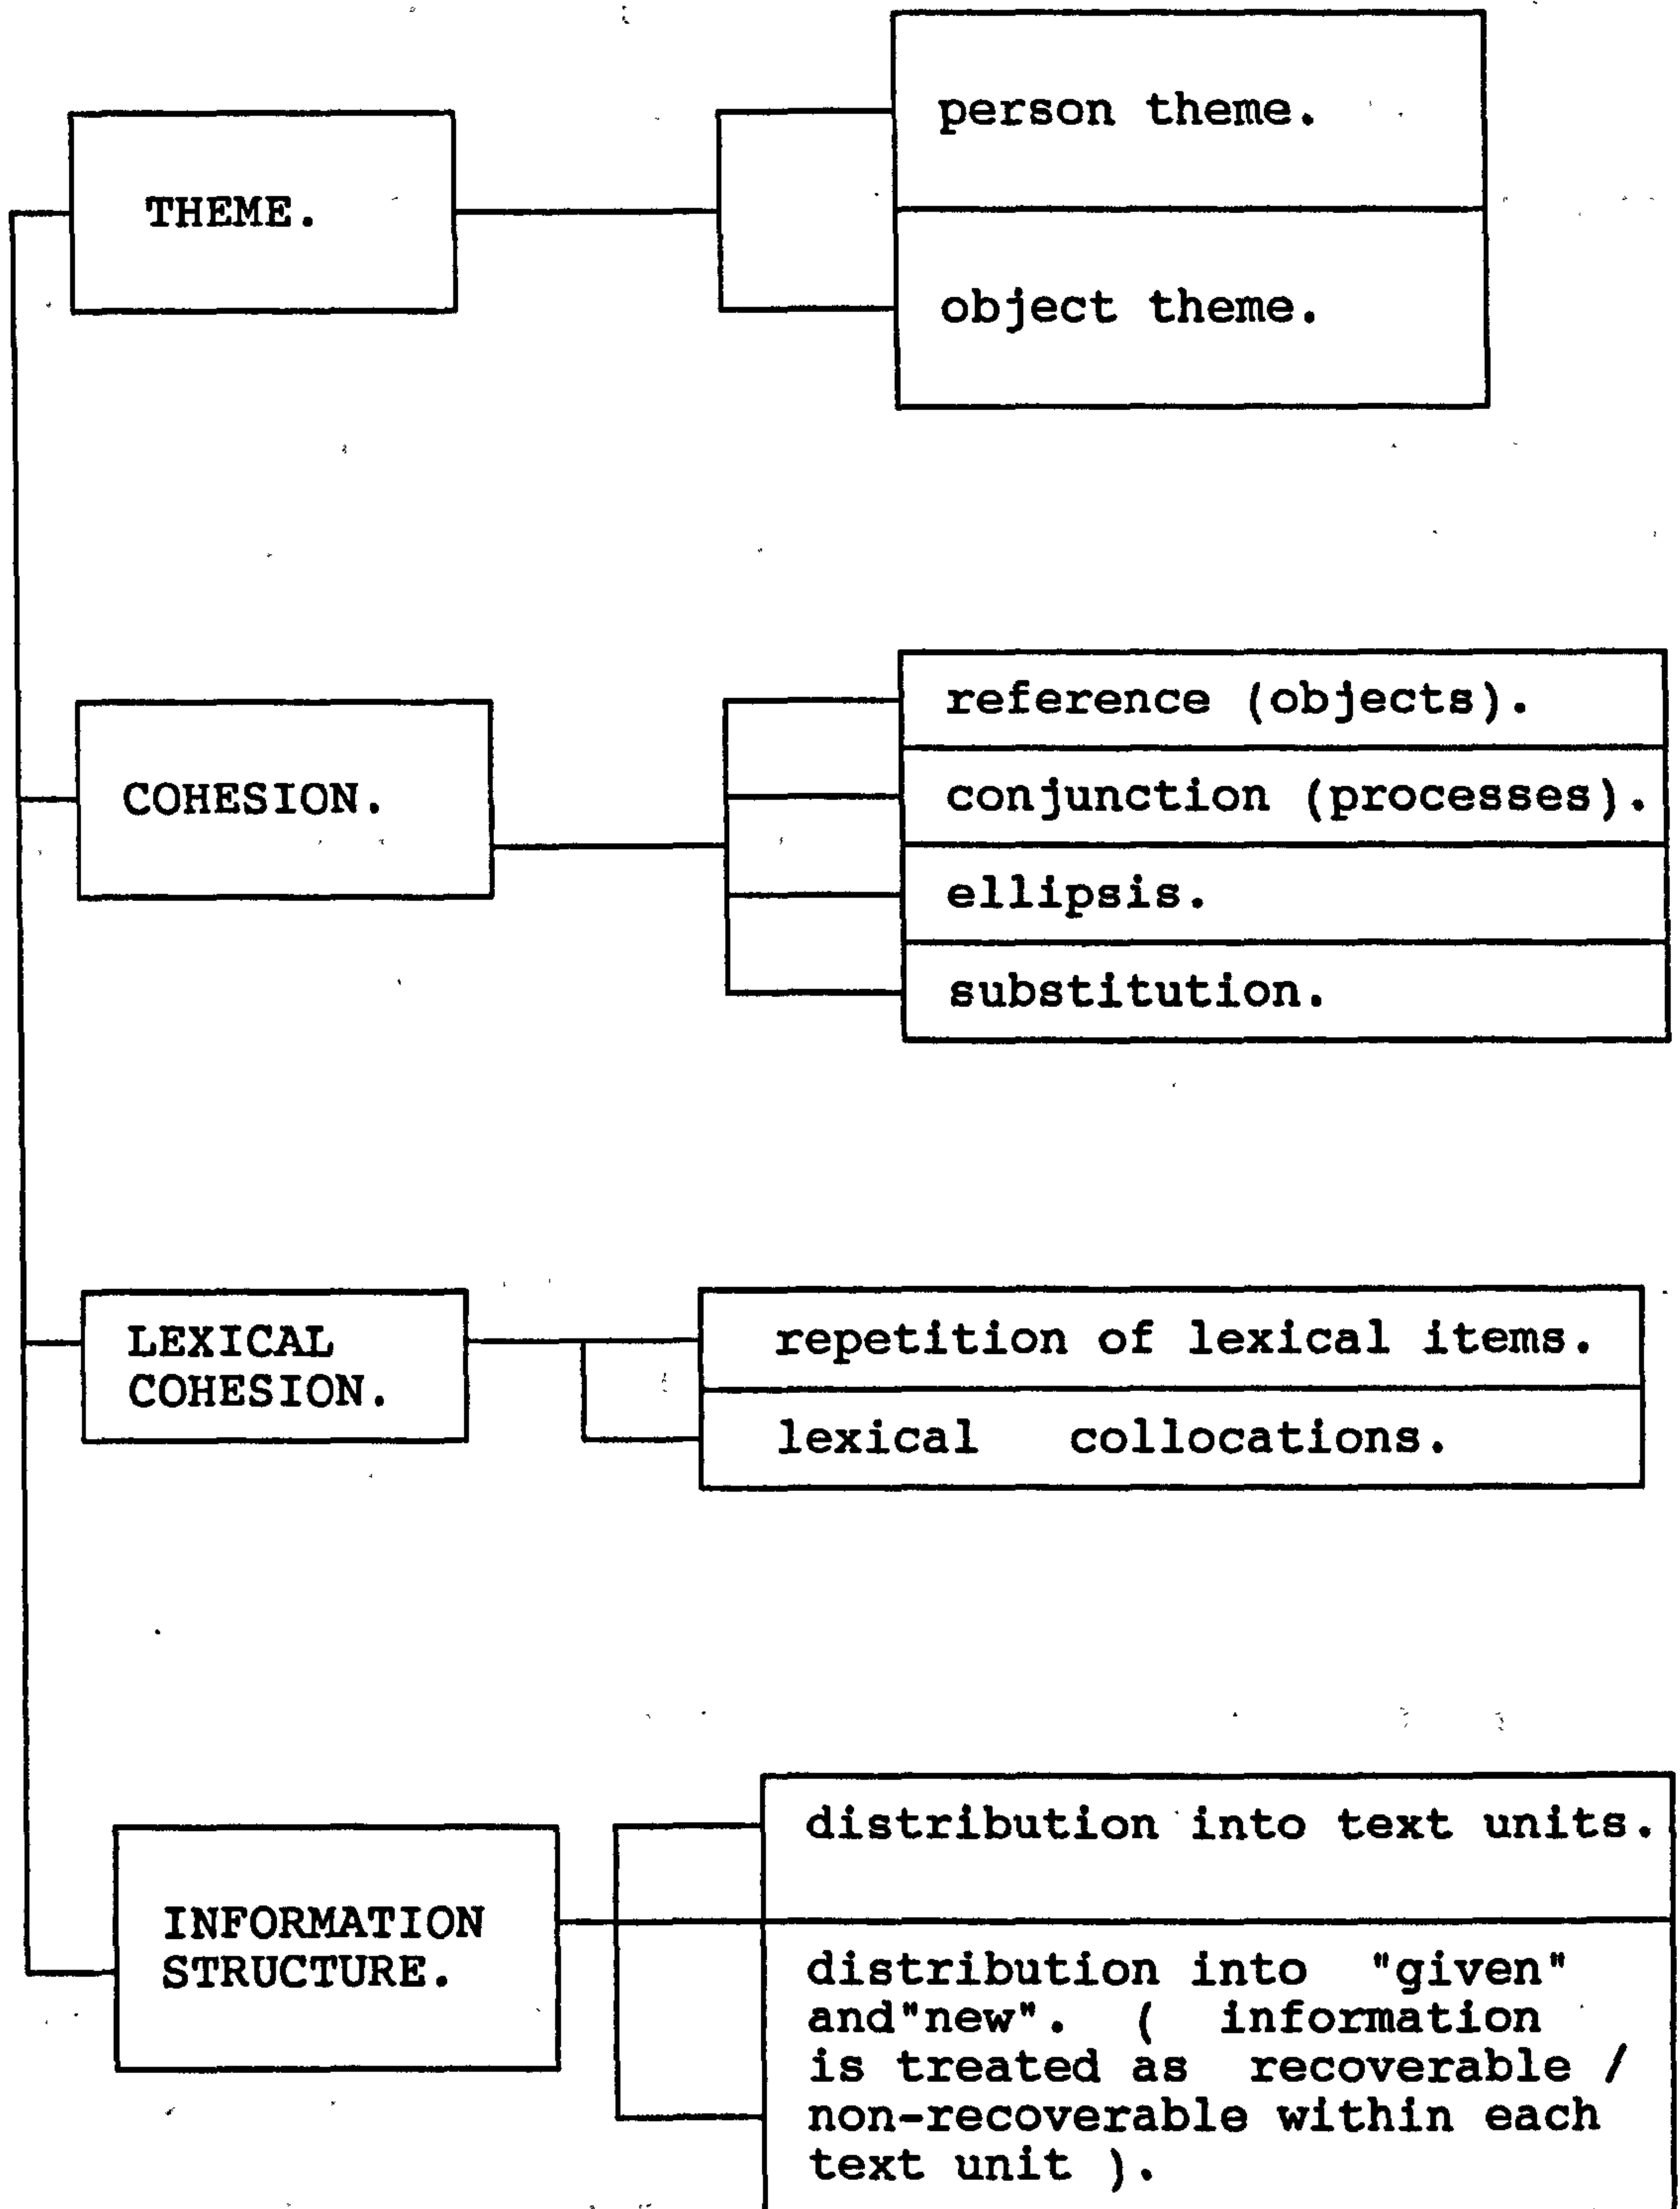 THEME.
person theme.
object theme.
COHESION.
reference (objects).
conjunction (processes).
ellipsis.
substitution.
LEXICAL
COHESION.
repetition of lexical items.
lexical collocations.
INFORMATION
STRUCTURE.
distribution into text units.
distribution into "given"
and"new". ( information
is treated as recoverable /
non-recoverable within each
text unit ).